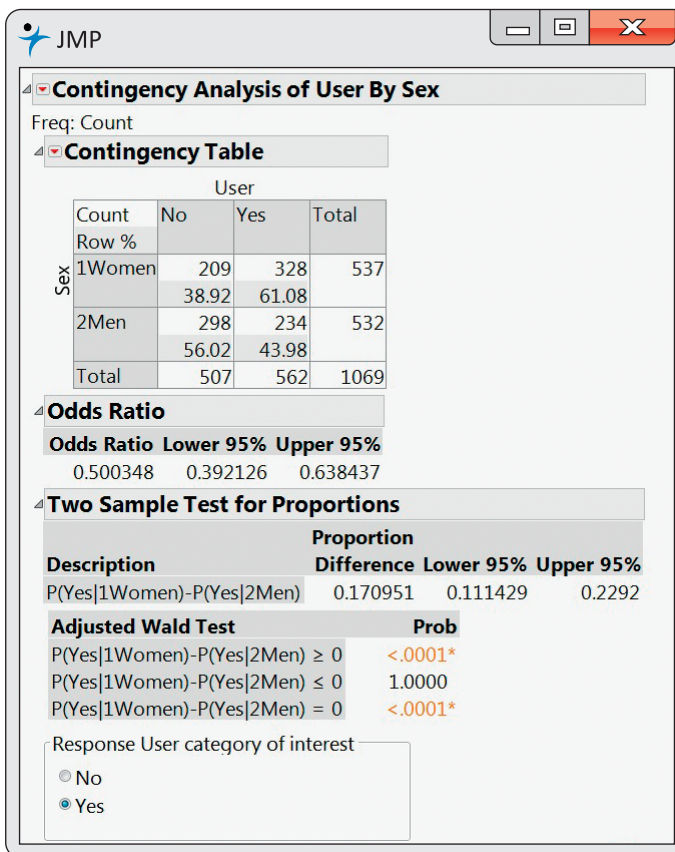 JMP
Contingency Analysis of User By Sex
Freq: Count
Contingency Table
User
Count No Yes Total
Row %
Sex
1Women 209 328 537
38.92 61.08
2Men 298 234 532
56.02 43.98
Total 507 562 1069
Odds Ratio
Odds Ratio Lower 95% Upper 95%
0.500348 0.392126 0.638437
Two Sample Test for Proportions
Proportion
Description Difference Lower 95% Upper 95%
P(Yes|1Women)-P(Yes|2Men) 0.170951 0.111429 0.2292
Adjusted Wald Test Prob
P(Yes|1Women)-P(Yes|2Men) ≥ 0 <.0001*
P(Yes|1Women)-P(Yes|2Men) ≤ 0 1.0000
P(Yes|1Women)-P(Yes|2Men) = 0 <.0001*
Response User category of interest
No
Yes